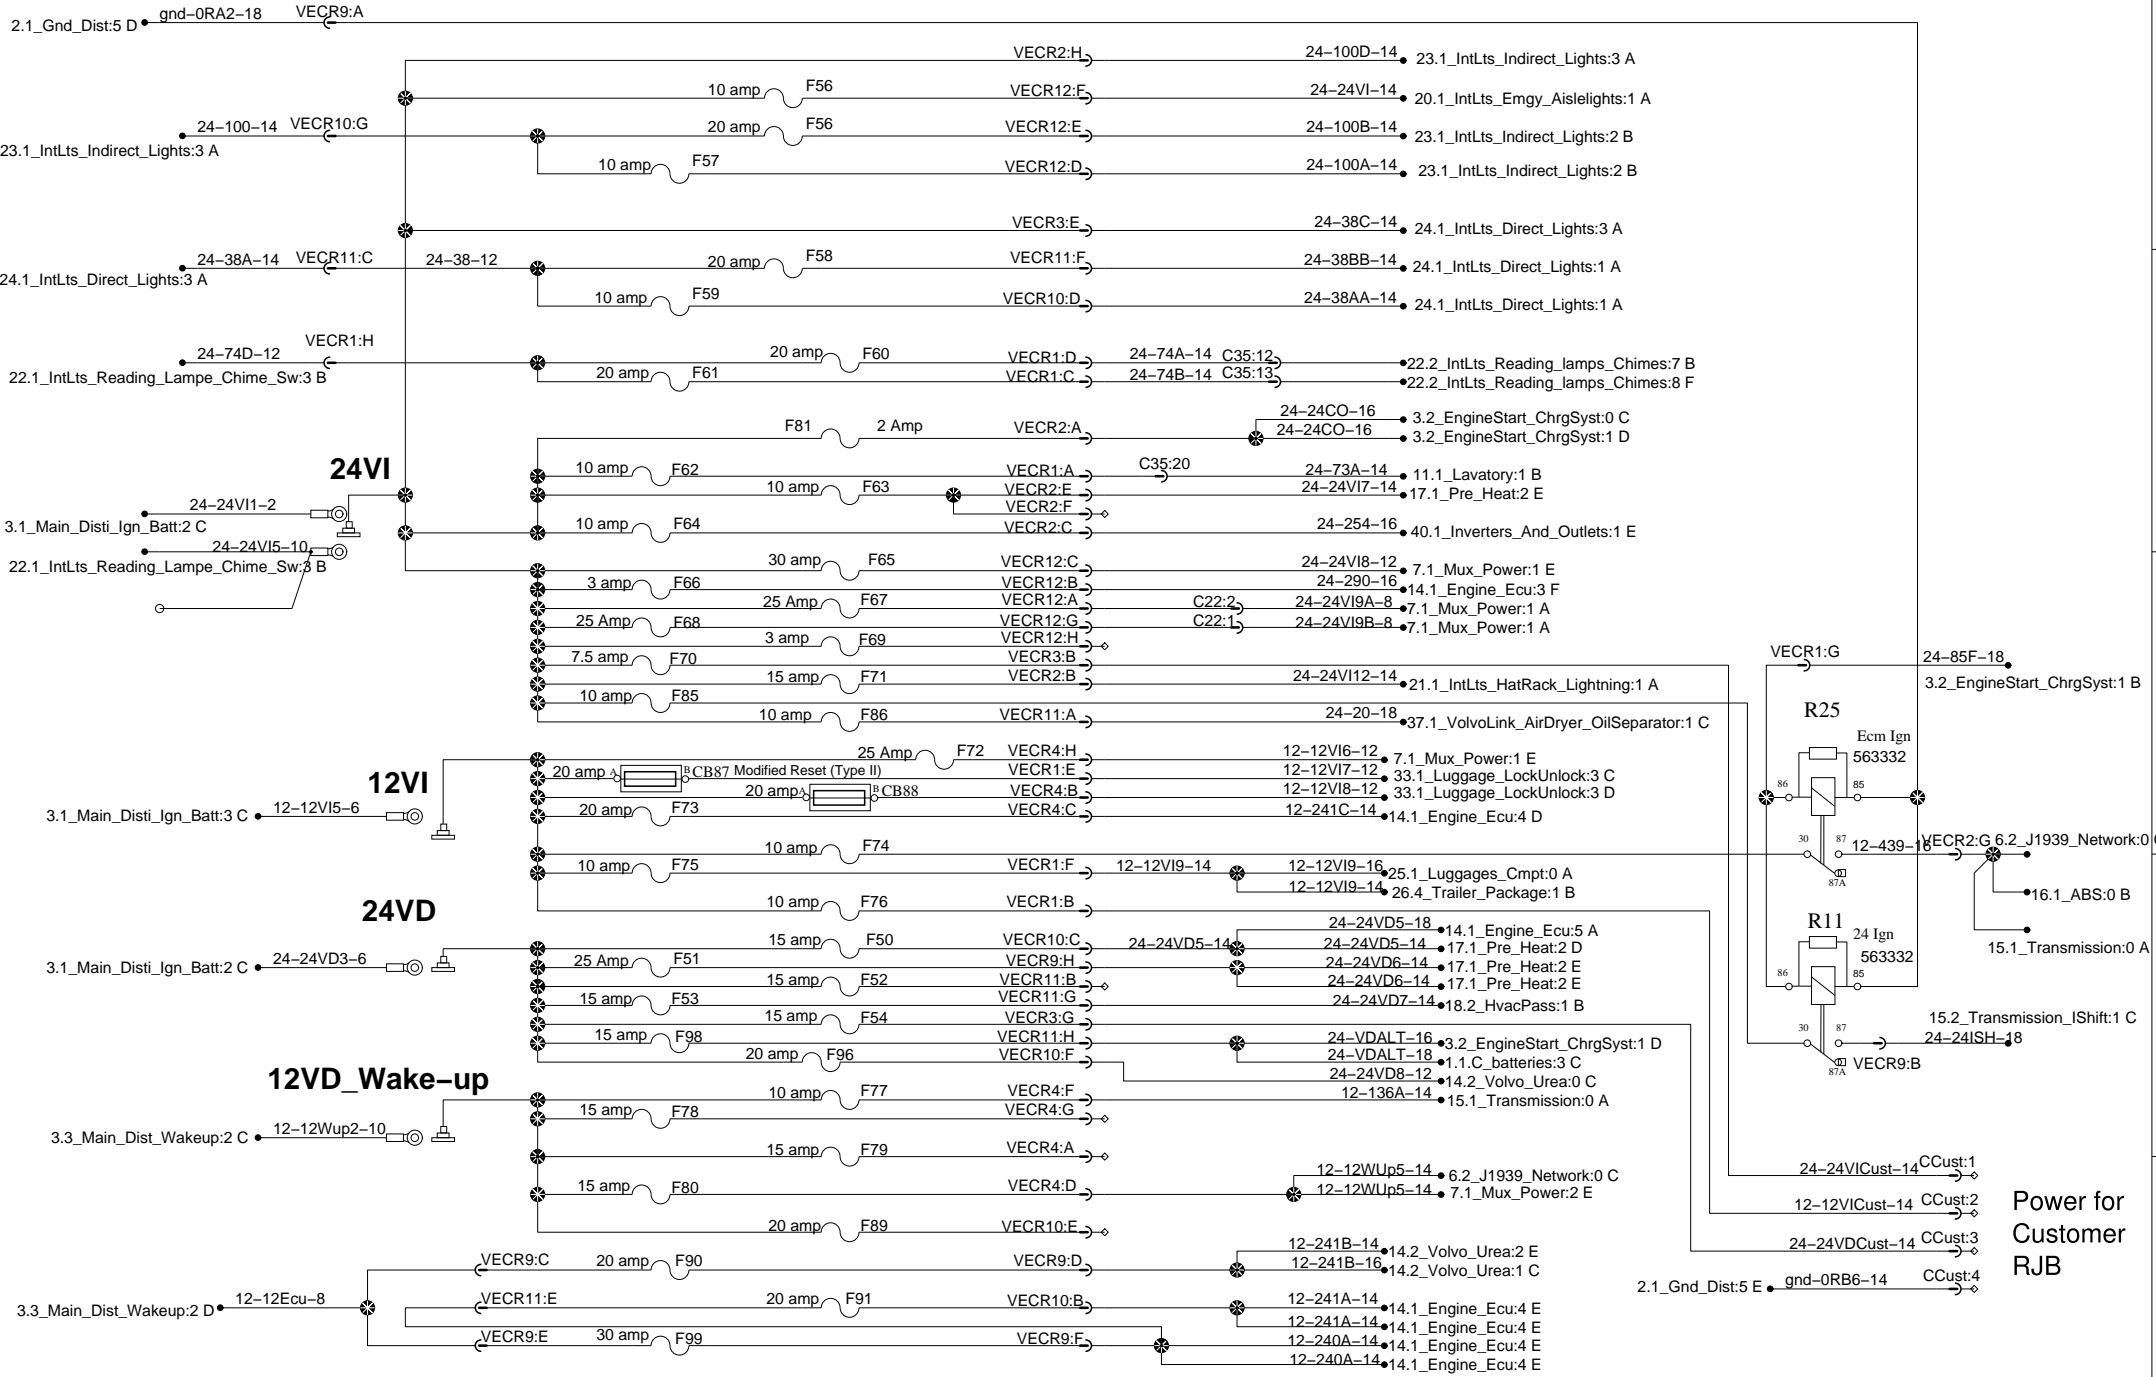 2.1_Gnd_Dist:5 D gnd–0RA2–18 VECR9:A
VECR2:H 24–100D–14 23.1_IntLts_Indirect_Lights:3 A
10 amp F56 VECR12:F 24–24VI–14 20.1_IntLts_Emgy_Aislelights:1 A
24–100–14 VECR10:G 20 amp F56 VECR12:E 24–100B–14 23.1_IntLts_Indirect_Lights:2 B
23.1_IntLts_Indirect_Lights:3 A
10 amp F57 VECR12:D 24–100A–14 23.1_IntLts_Indirect_Lights:2 B
VECR3:E 24–38C–14 24.1_IntLts_Direct_Lights:3 A
24–38A–14 VECR11:C 24–38–12 20 amp F58 VECR11:F 24–38BB–14 24.1_IntLts_Direct_Lights:1 A
24.1_IntLts_Direct_Lights:3 A
10 amp F59 VECR10:D 24–38AA–14 24.1_IntLts_Direct_Lights:1 A
24–74D–12 VECR1:H 20 amp F60 VECR1:D 24–74A–14 C35:12 22.2_IntLts_Reading_lamps_Chimes:7 B
22.1_IntLts_Reading_Lampe_Chime_Sw:3 B
20 amp F61 VECR1:C 24–74B–14 C35:13 22.2_IntLts_Reading_lamps_Chimes:8 F
24–24CO–16 3.2_EngineStart_ChrgSyst:0 C
F81 2 Amp VECR2:A 24–24CO–16 3.2_EngineStart_ChrgSyst:1 D
24VI
10 amp F62 VECR1:A C35:20 24–73A–14 11.1_Lavatory:1 B
10 amp F63 VECR2:E 24–24VI7–14 17.1_Pre_Heat:2 E
24–24VI1–2 VECR2:F
3.1_Main_Disti_Ign_Batt:2 C
10 amp F64 VECR2:C 24–254–16 40.1_Inverters_And_Outlets:1 E
24–24VI5–10
22.1_IntLts_Reading_Lampe_Chime_Sw:3 B
30 amp F65 VECR12:C 24–24VI8–12 7.1_Mux_Power:1 E
3 amp F66 VECR12:B 24–290–16 14.1_Engine_Ecu:3 F
25 Amp F67 VECR12:A C22:2 24–24VI9A–8 7.1_Mux_Power:1 A
25 Amp F68 VECR12:G C22:1 24–24VI9B–8 7.1_Mux_Power:1 A
3 amp F69 VECR12:H
7.5 amp F70 VECR3:B
VECR1:G 24–85F–18
3.2_EngineStart_ChrgSyst:1 B
15 amp F71 VECR2:B 24–24VI12–14 21.1_IntLts_HatRack_Lightning:1 A
10 amp F85
10 amp F86 VECR11:A 24–20–18 37.1_VolvoLink_AirDryer_OilSeparator:1 C
R25
Ecm Ign
563332
86 85
30 87
87A
12VI
25 Amp F72 VECR4:H 12–12VI6–12 7.1_Mux_Power:1 E
20 amp A B CB87 Modified Reset (Type II) VECR1:E 12–12VI7–12 33.1_Luggage_LockUnlock:3 C
20 amp A B CB88 VECR4:B 12–12VI8–12 33.1_Luggage_LockUnlock:3 D
3.1_Main_Disti_Ign_Batt:3 C 12–12VI5–6 20 amp F73 VECR4:C 12–241C–14 14.1_Engine_Ecu:4 D
10 amp F74 12–439–16 VECR2:G 6.2_J1939_Network:0
10 amp F75 VECR1:F 12–12VI9–14 12–12VI9–16 25.1_Luggages_Cmpt:0 A
12–12VI9–14 26.4_Trailer_Package:1 B
16.1_ABS:0 B
10 amp F76 VECR1:B
15.1_Transmission:0 A
24VD
R11
24 Ign
563332
86 85
30 87
87A
24–24VD5–18 14.1_Engine_Ecu:5 A
15 amp F50 VECR10:C 24–24VD5–14 24–24VD5–14 17.1_Pre_Heat:2 D
3.1_Main_Disti_Ign_Batt:2 C 24–24VD3–6 25 Amp F51 VECR9:H 24–24VD6–14 17.1_Pre_Heat:2 E
15 amp F52 VECR11:B 24–24VD6–14 17.1_Pre_Heat:2 E
15 amp F53 VECR11:G 24–24VD7–14 18.2_HvacPass:1 B
15 amp F54 VECR3:G
15.2_Transmission_IShift:1 C
24–24ISH–18
VECR9:B
15 amp F98 VECR11:H 24–VDALT–16 3.2_EngineStart_ChrgSyst:1 D
20 amp F96 VECR10:F 24–VDALT–18 1.1.C_batteries:3 C
24–24VD8–12 14.2_Volvo_Urea:0 C
12VD_Wake–up
10 amp F77 VECR4:F 12–136A–14 15.1_Transmission:0 A
15 amp F78 VECR4:G
3.3_Main_Dist_Wakeup:2 C 12–12Wup2–10
15 amp F79 VECR4:A
12–12WUp5–14 6.2_J1939_Network:0 C
15 amp F80 VECR4:D 12–12WUp5–14 7.1_Mux_Power:2 E
20 amp F89 VECR10:E
24–24VICust–14 CCust:1
12–12VICust–14 CCust:2
24–24VDCust–14 CCust:3
2.1_Gnd_Dist:5 E gnd–0RB6–14 CCust:4
Power for
Customer
RJB
12–241B–14 14.2_Volvo_Urea:2 E
VECR9:C 20 amp F90 VECR9:D 12–241B–16 14.2_Volvo_Urea:1 C
3.3_Main_Dist_Wakeup:2 D 12–12Ecu–8 VECR11:E 20 amp F91 VECR10:B 12–241A–14 14.1_Engine_Ecu:4 E
12–241A–14 14.1_Engine_Ecu:4 E
VECR9:E 30 amp F99 VECR9:F 12–240A–14 14.1_Engine_Ecu:4 E
12–240A–14 14.1_Engine_Ecu:4 E